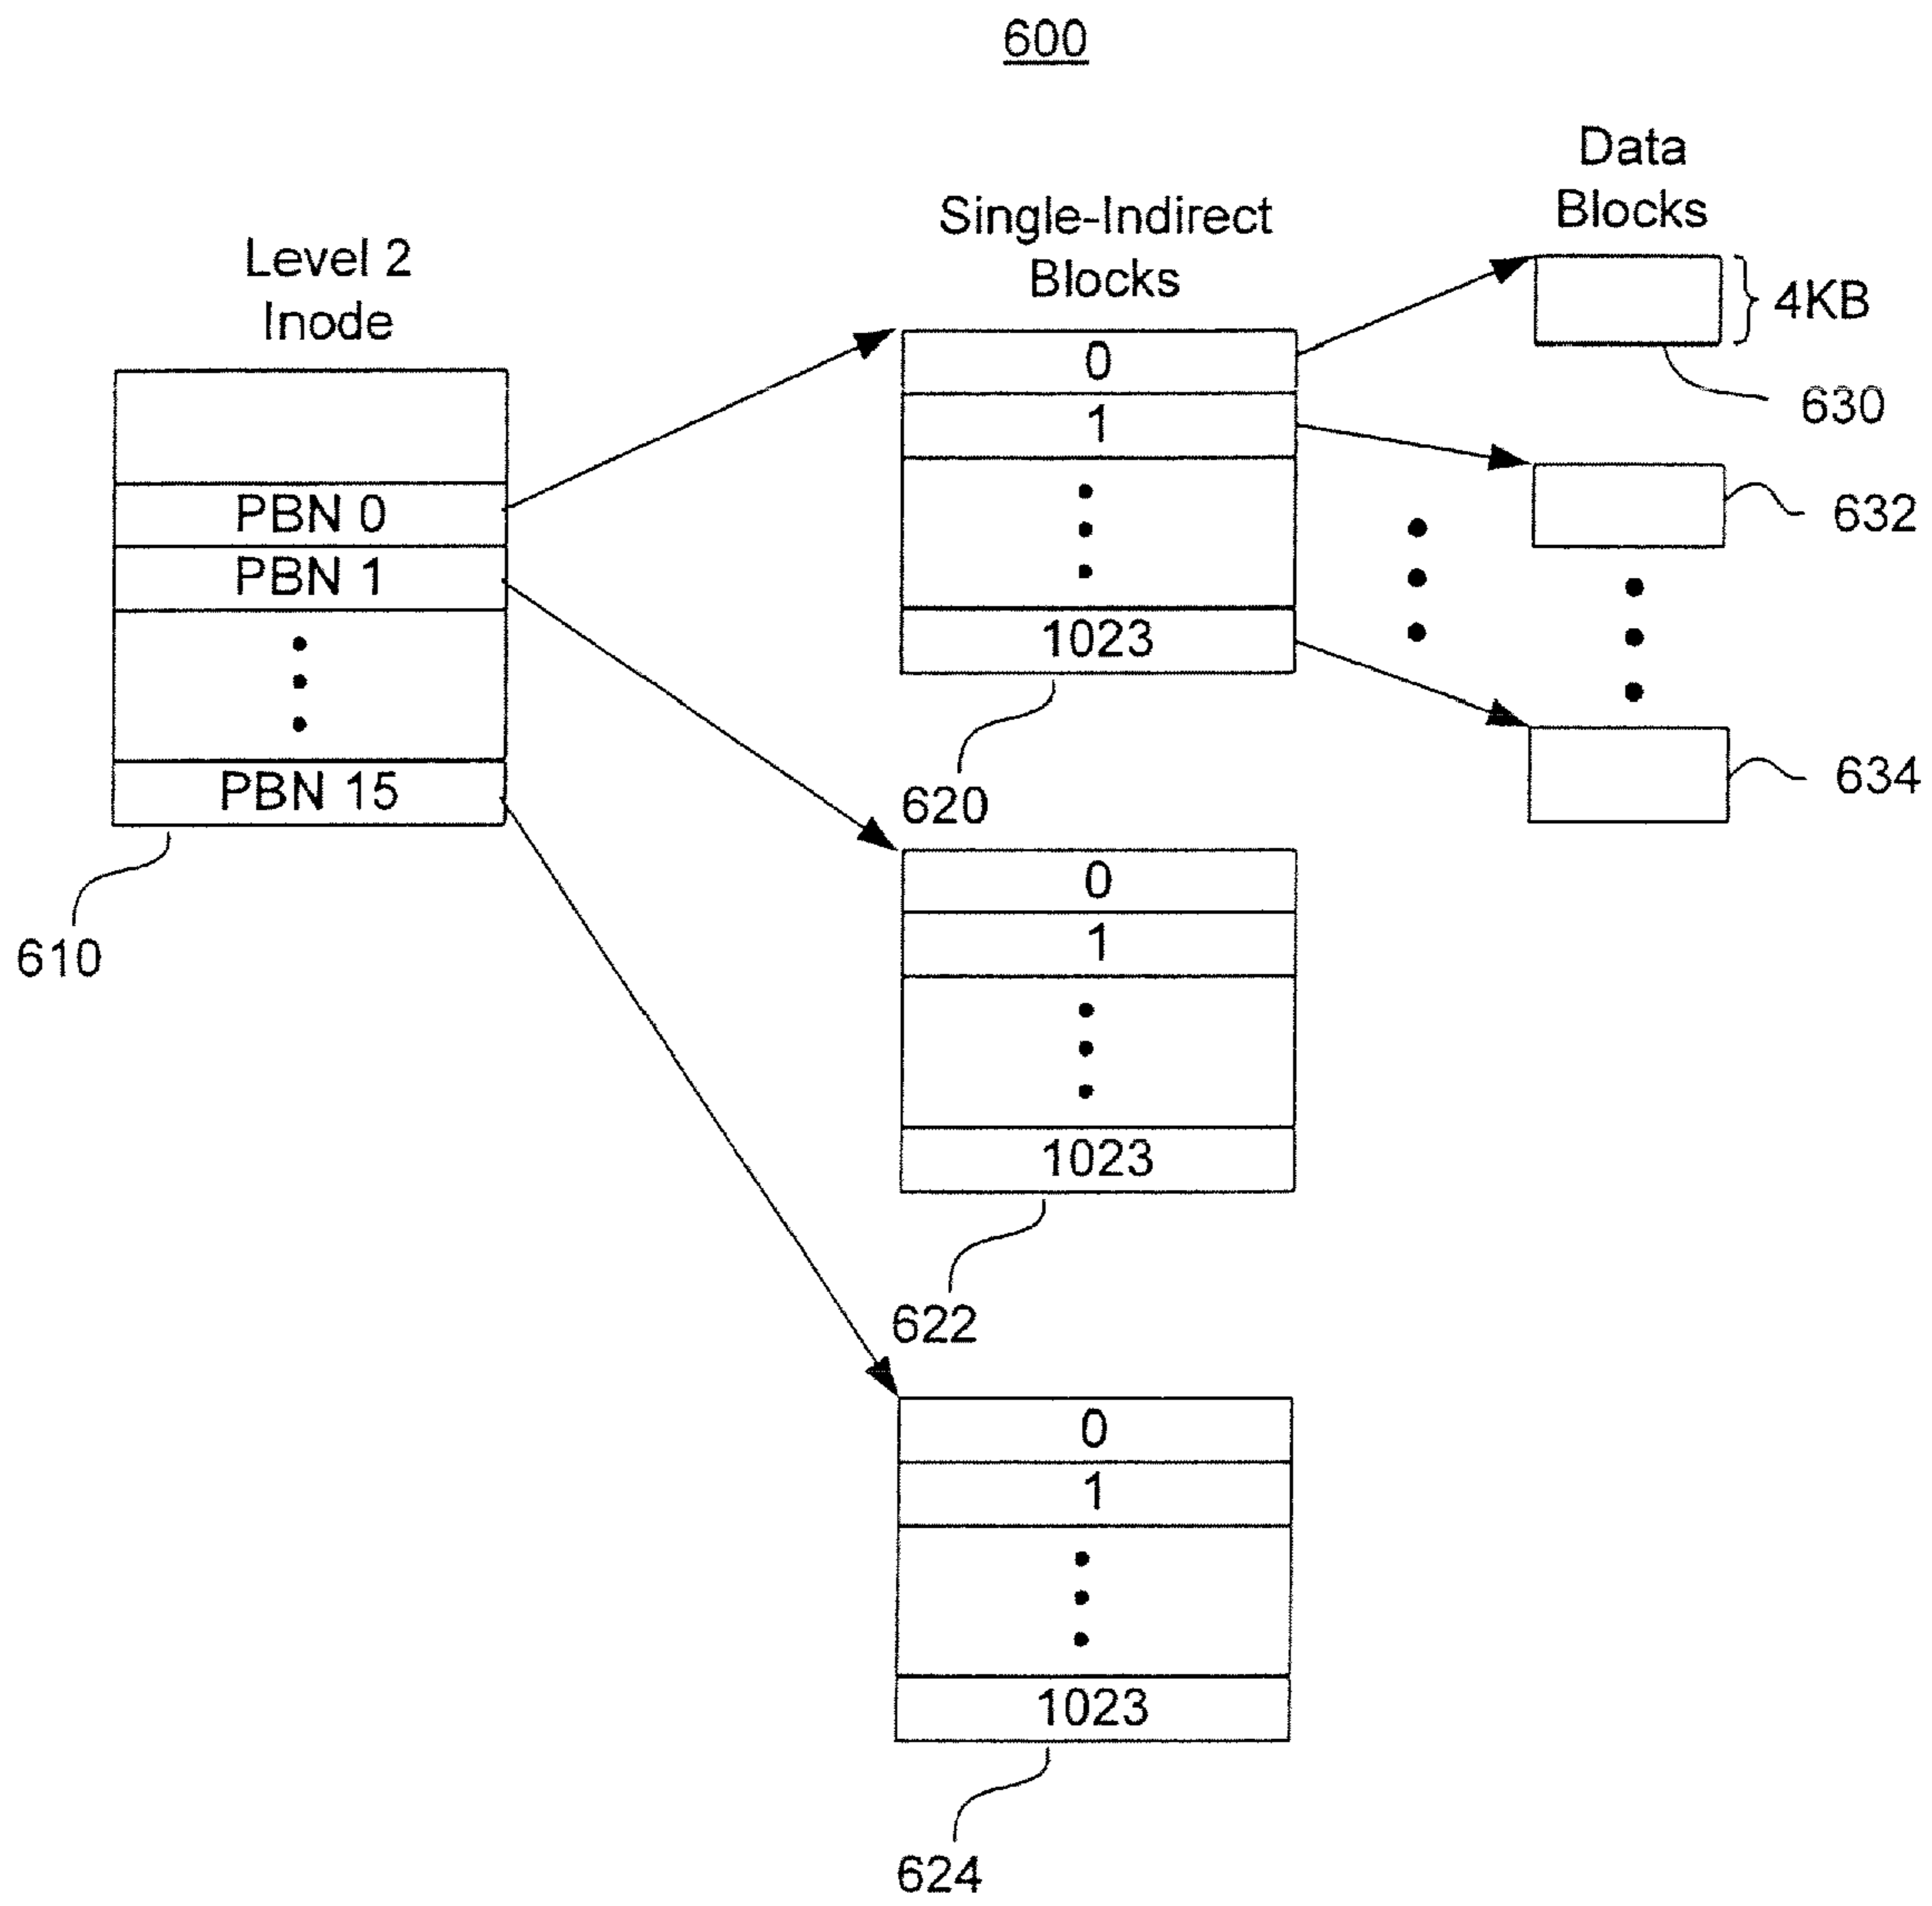 600
Level 2
Inode
PBN 0
PBN 1
PBN 15
610
Single-Indirect
Blocks
0
1
1023
620
0
1
1023
622
0
1
1023
624
Data
Blocks
4KB
630
632
634